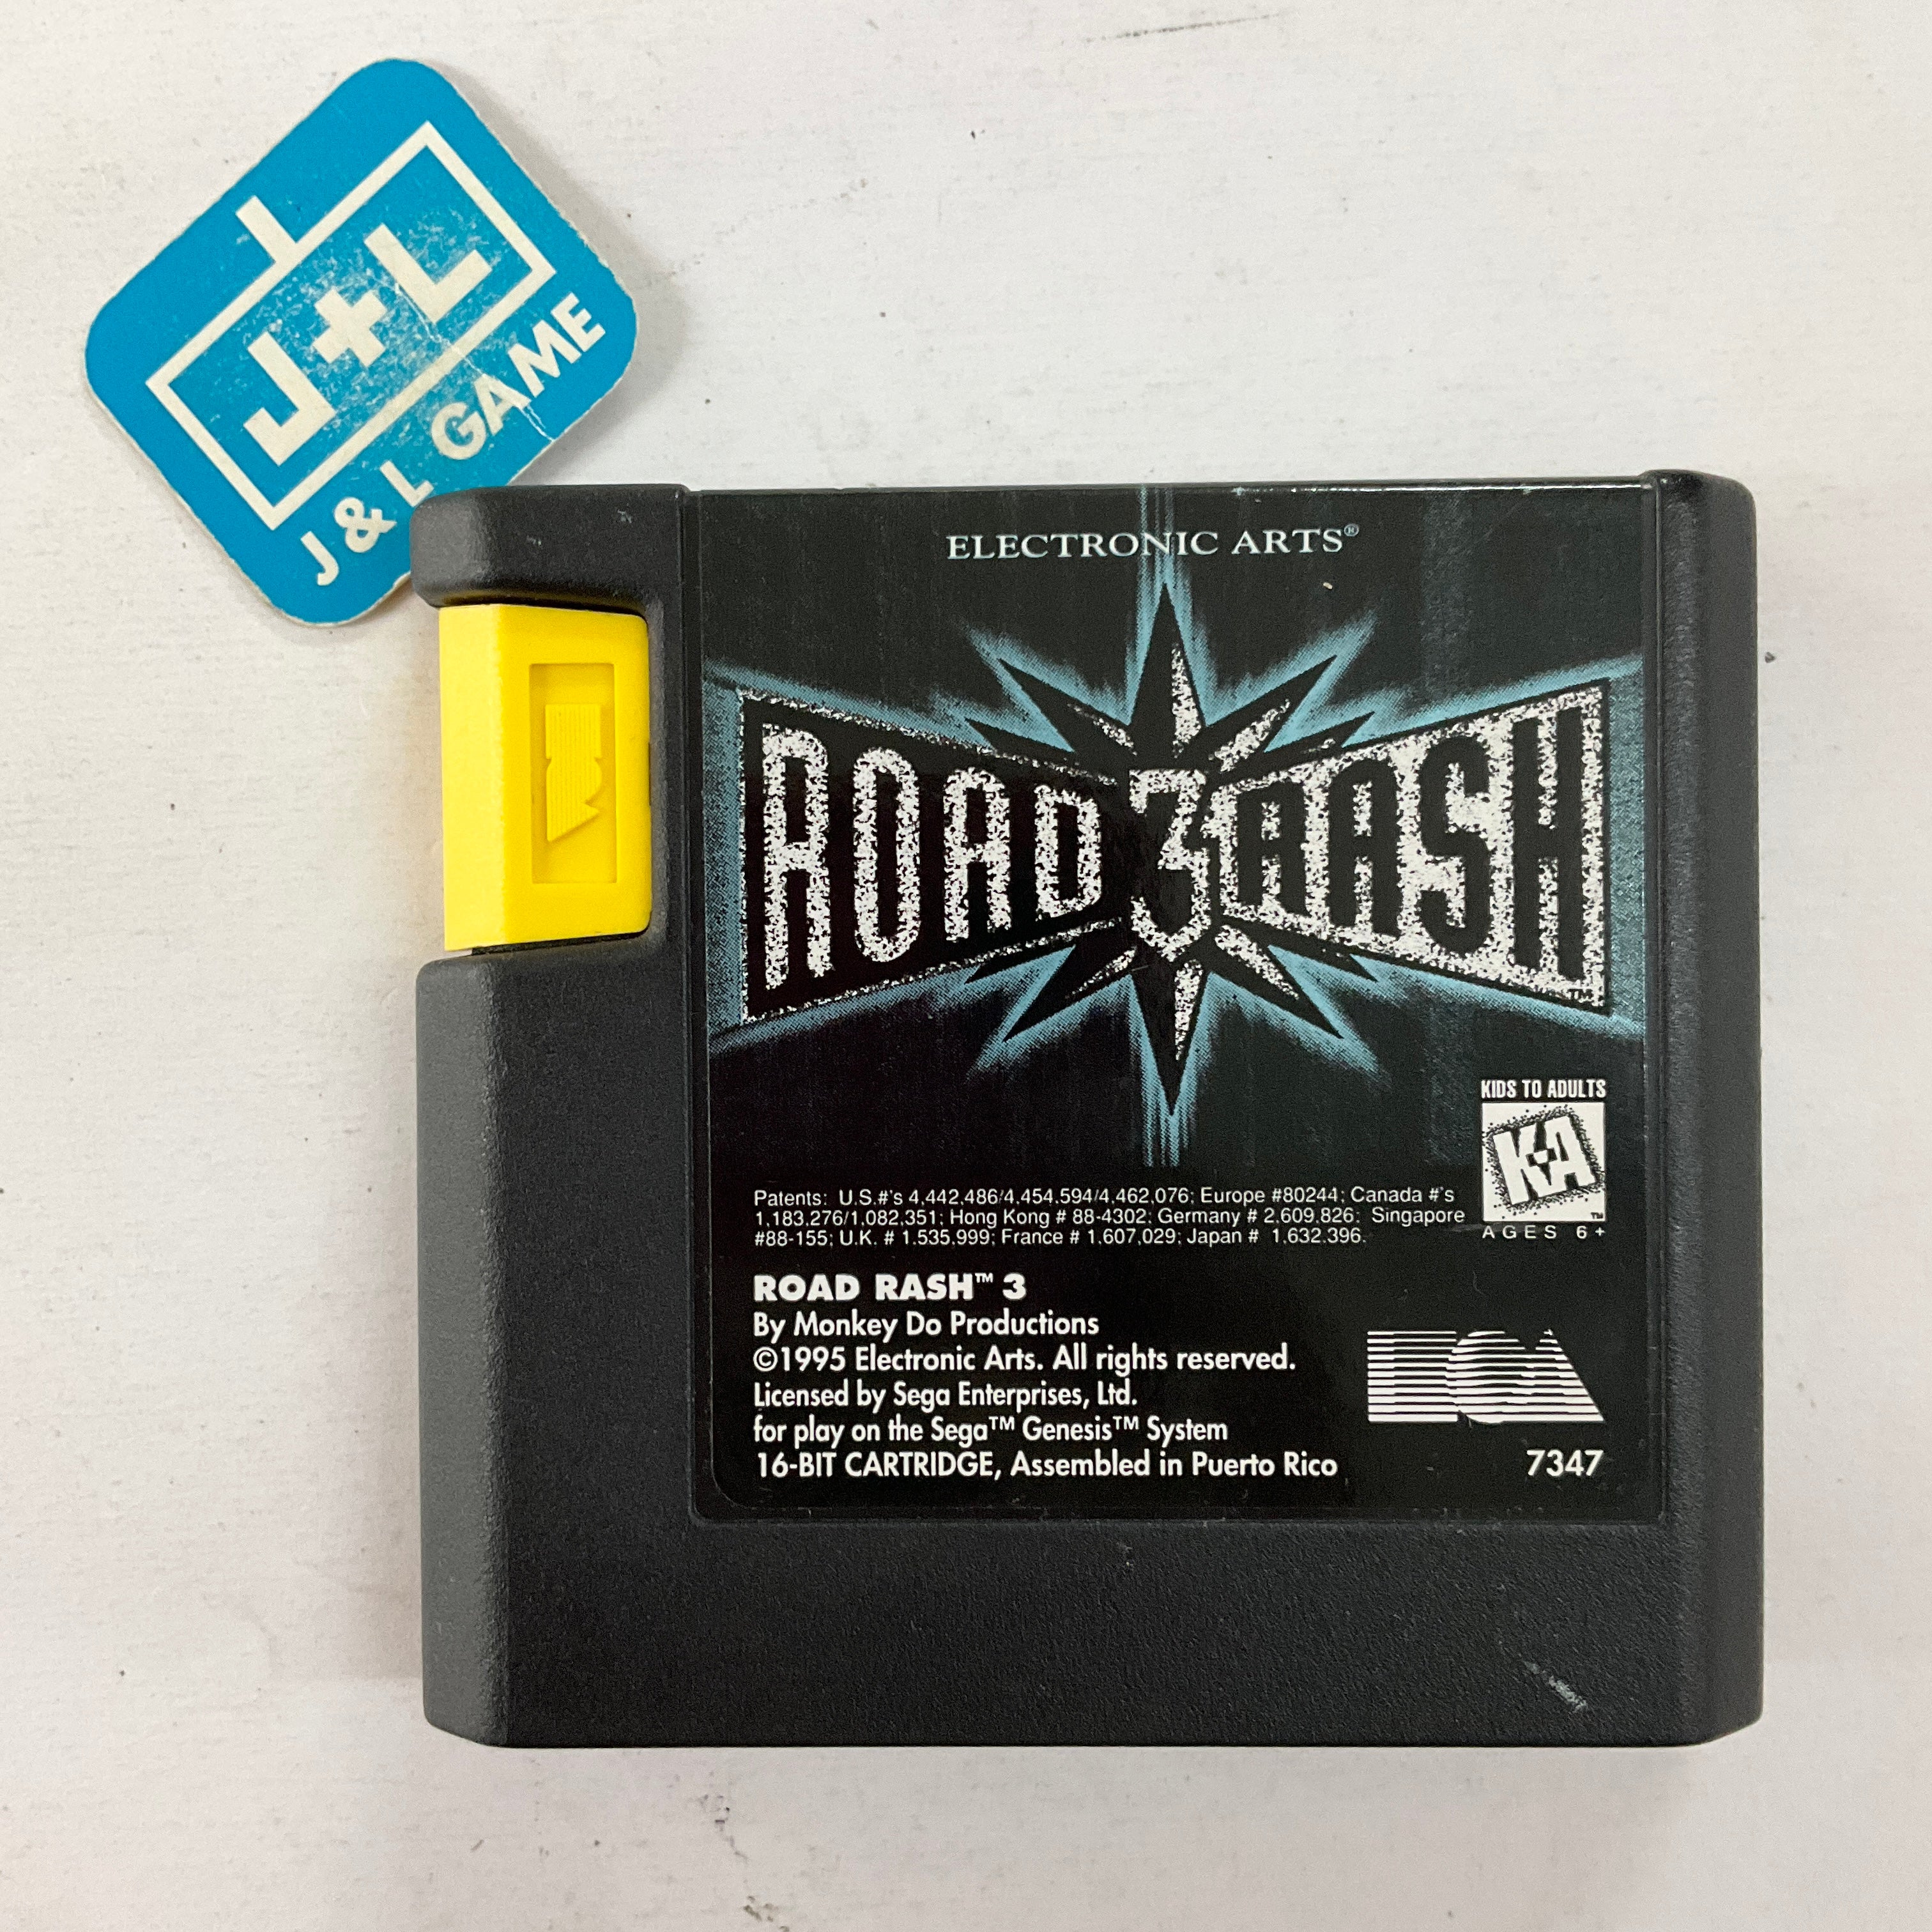 J+L
J & L GAME
ELECTRONIC ARTS®
ROAD 3 RASH
TM
KIDS TO ADULTS
K-A
TM
AGES 6+
Patents: U.S.#'s 4,442,486/4,454,594/4,462,076; Europe #80244; Canada #'s
1,183,276/1,082,351; Hong Kong # 88-4302; Germany # 2,609,826; Singapore
#88-155; U.K. # 1,535,999; France # 1,607,029; Japan # 1,632,396.
ROAD RASH™ 3
By Monkey Do Productions
©1995 Electronic Arts. All rights reserved.
Licensed by Sega Enterprises, Ltd.
for play on the Sega™ Genesis™ System
16-BIT CARTRIDGE, Assembled in Puerto Rico
EA
7347